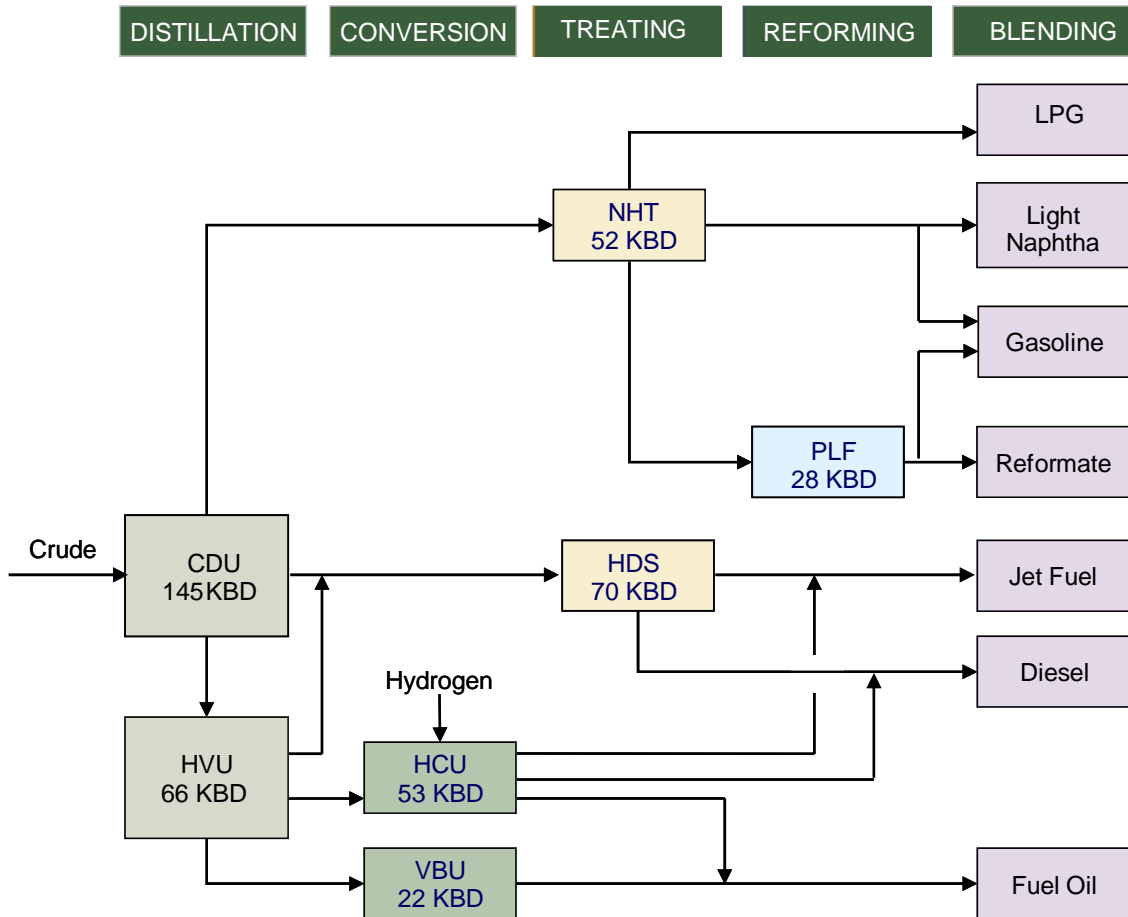 DISTILLATION
CONVERSION
TREATING
REFORMING
BLENDING
LPG
NHT
52 KBD
Light
Naphtha
Gasoline
PLF
28 KBD
Reformate
Crude
CDU
145KBD
HDS
70 KBD
Jet Fuel
Hydrogen
Diesel
HVU
66 KBD
HCU
53 KBD
VBU
22 KBD
Fuel Oil